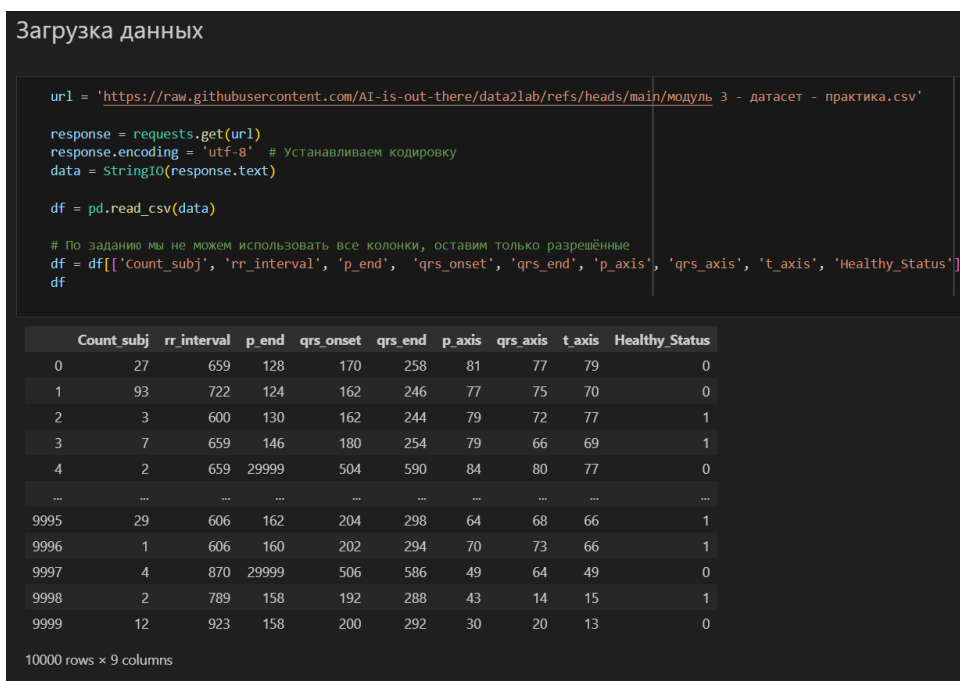 Загрузка данных
url = 'https://raw.githubusercontent.com/AI-is-out-there/data2lab/refs/heads/main/модуль 3 - датасет - практика.csv'
response = requests.get(url)
response.encoding = 'utf-8'  # Устанавливаем кодировку
data = StringIO(response.text)
df = pd.read_csv(data)
# По заданию мы не можем использовать все колонки, оставим только разрешённые
df = df[['Count_subj', 'rr_interval', 'p_end',  'qrs_onset', 'qrs_end', 'p_axis', 'qrs_axis', 't_axis', 'Healthy_Status']
df
Count_subj rr_interval p_end qrs_onset qrs_end p_axis qrs_axis t_axis Healthy_Status
0 27 659 128 170 258 81 77 79 0
1 93 722 124 162 246 77 75 70 0
2 3 600 130 162 244 79 72 77 1
3 7 659 146 180 254 79 66 69 1
4 2 659 29999 504 590 84 80 77 0
... ... ... ... ... ... ... ... ... ...
9995 29 606 162 204 298 64 68 66 1
9996 1 606 160 202 294 70 73 66 1
9997 4 870 29999 506 586 49 64 49 0
9998 2 789 158 192 288 43 14 15 1
9999 12 923 158 200 292 30 20 13 0
10000 rows × 9 columns